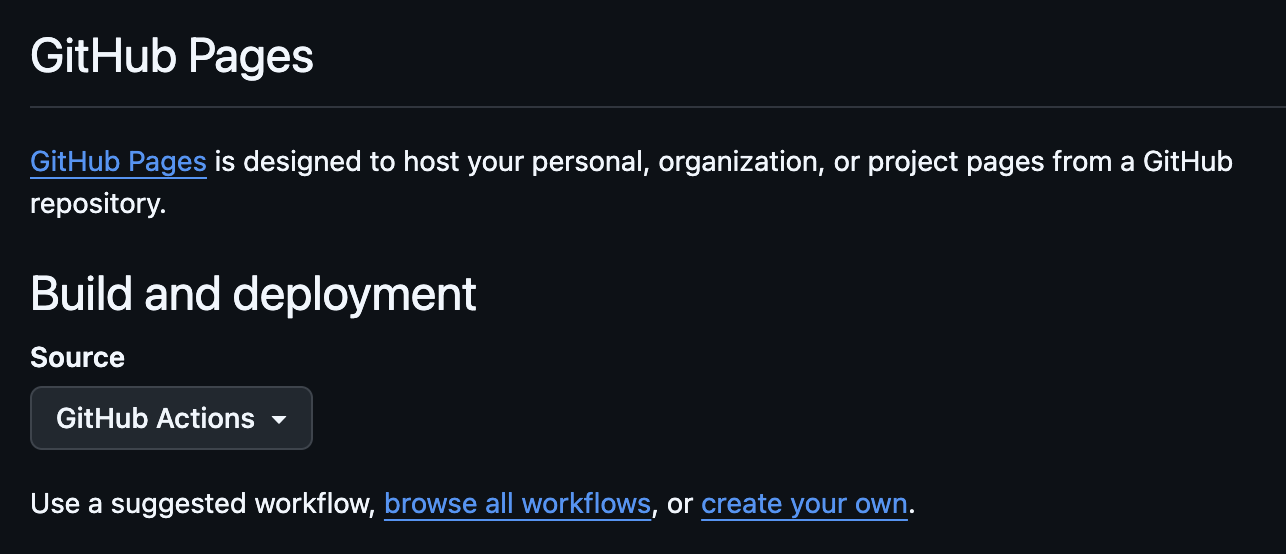 GitHub Pages
GitHub Pages is designed to host your personal, organization, or project pages from a GitHub
repository.
Build and deployment
Source
GitHub Actions
Use a suggested workflow, browse all workflows, or create your own.